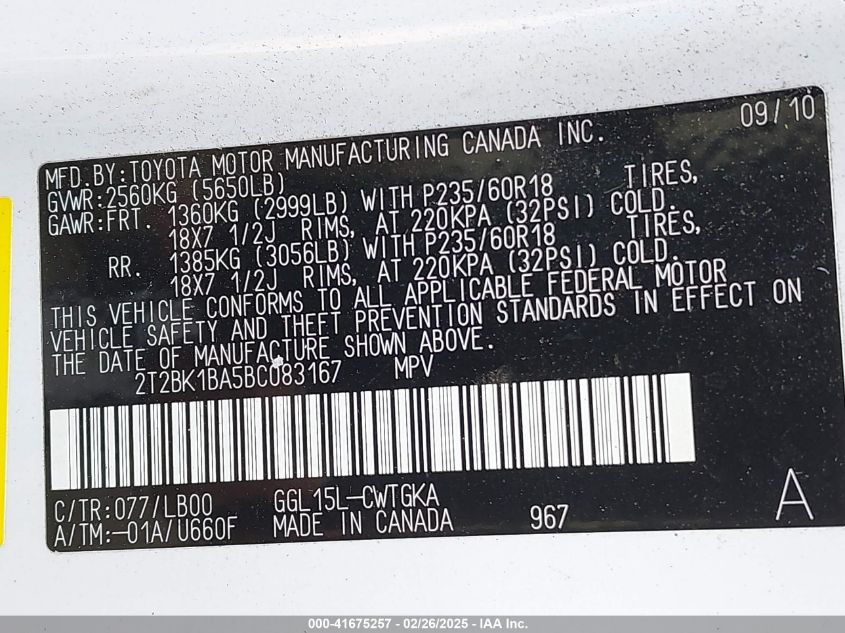 09/10
MFD.BY:TOYOTA MOTOR MANUFACTURING CANADA INC.
GVWR:2560KG (5650LB)
GAWR:FRT. 1360KG (2999LB) WITH P235/60R18 TIRES,
18X7 1/2J RIMS, AT 220KPA (32PSI) COLD.
RR. 1385KG (3056LB) WITH P235/60R18 TIRES,
18X7 1/2J RIMS, AT 220KPA (32PSI) COLD.
THIS VEHICLE CONFORMS TO ALL APPLICABLE FEDERAL MOTOR
VEHICLE SAFETY AND THEFT PREVENTION STANDARDS IN EFFECT ON
THE DATE OF MANUFACTURE SHOWN ABOVE.
2T2BK1BA5BC083167 MPV
C/TR:077/LB00 GGL15L-CWTGKA
A/TM:-01A/U660F MADE IN CANADA 967 A
000-41675257 - 02/26/2025 - IAA Inc.